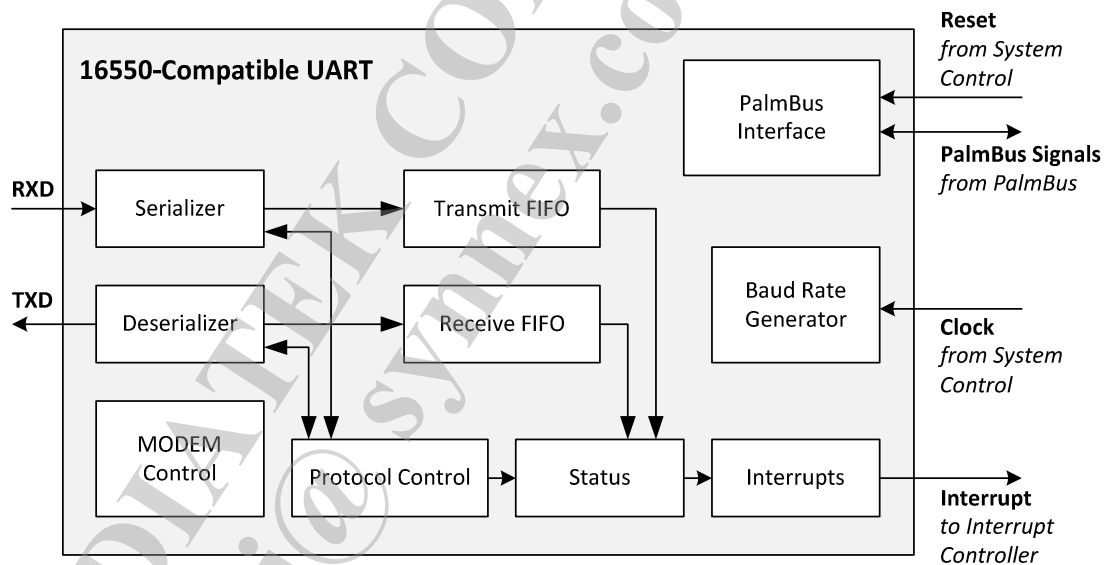 Reset
from System
Control
16550-Compatible UART
PalmBus
Interface
PalmBus Signals
from PalmBus
RXD
Serializer
Transmit FIFO
TXD
Deserializer
Receive FIFO
Baud Rate
Generator
Clock
from System
Control
MODEM
Control
Protocol Control
Status
Interrupts
Interrupt
to Interrupt
Controller